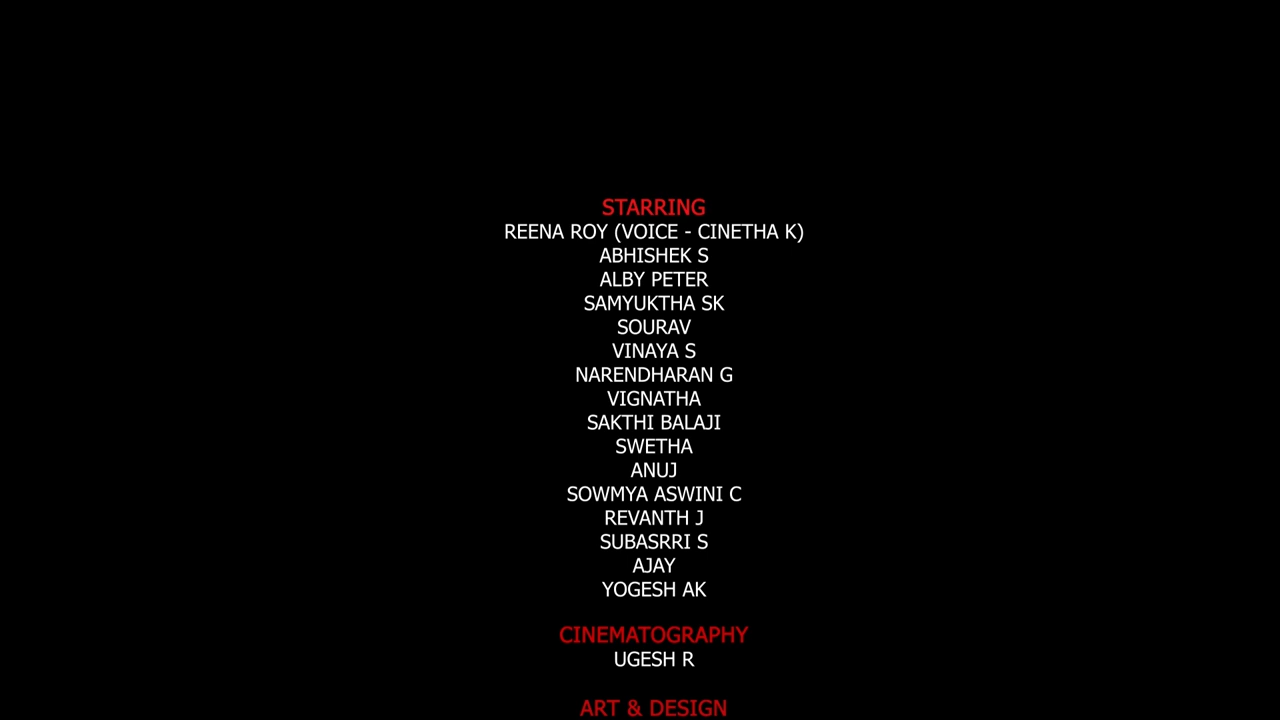 STARRING
REENA ROY (VOICE - CINETHA K)
ABHISHEK S
ALBY PETER
SAMYUKTHA SK
SOURAV
VINAYA S
NARENDHARAN G
VIGNATHA
SAKTHI BALAJI
SWETHA
ANUJ
SOWMYA ASWINI C
REVANTH J
SUBASRRI S
AJAY
YOGESH AK
CINEMATOGRAPHY
UGESH R
ART & DESIGN